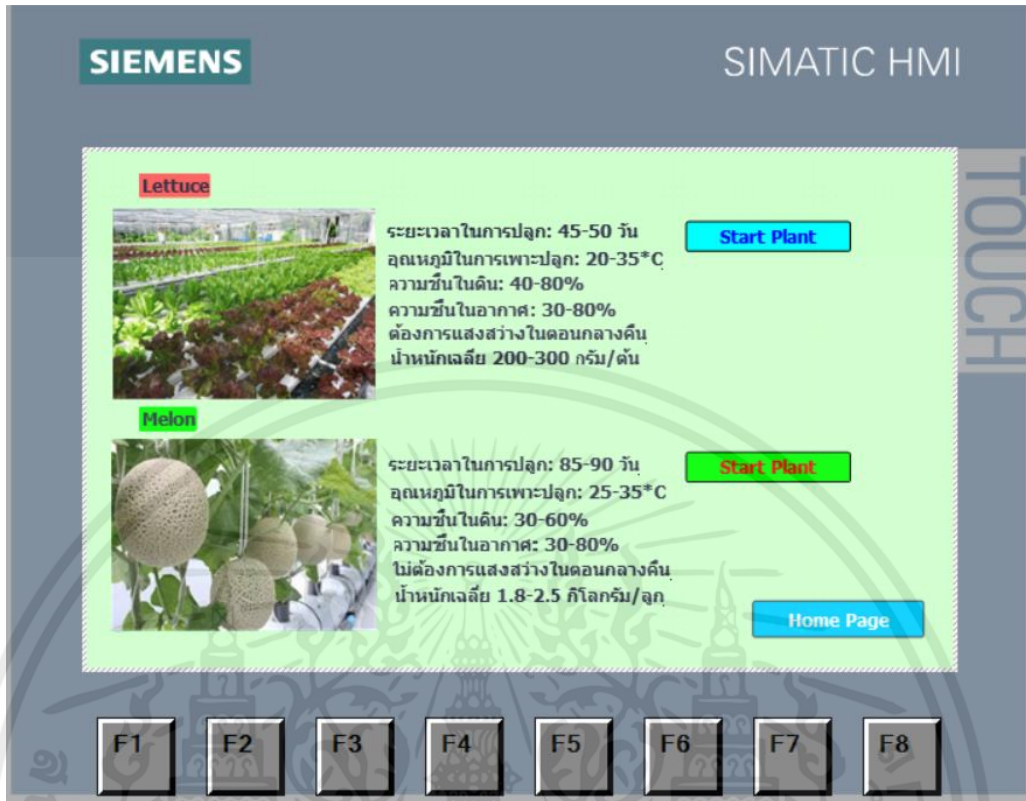 SIEMENS
SIMATIC HMI
TOUCH
Lettuce
ระยะเวลาในการปลูก: 45-50 วัน
Start Plant
อุณหภูมิในการเพาะปลูก: 20-35*C
ความชื้นในดิน: 40-80%
ความชื้นในอากาศ: 30-80%
ต้องการแสงสว่างในตอนกลางคืน
น้ำหนักเฉลี่ย 200-300 กรัม/ต้น
Melon
ระยะเวลาในการปลูก: 85-90 วัน
Start Plant
อุณหภูมิในการเพาะปลูก: 25-35*C
ความชื้นในดิน: 30-60%
ความชื้นในอากาศ: 30-80%
ไม่ต้องการแสงสว่างในตอนกลางคืน
น้ำหนักเฉลี่ย 1.8-2.5 กิโลกรัม/ลูก
Home Page
F1 F2 F3 F4 F5 F6 F7 F8